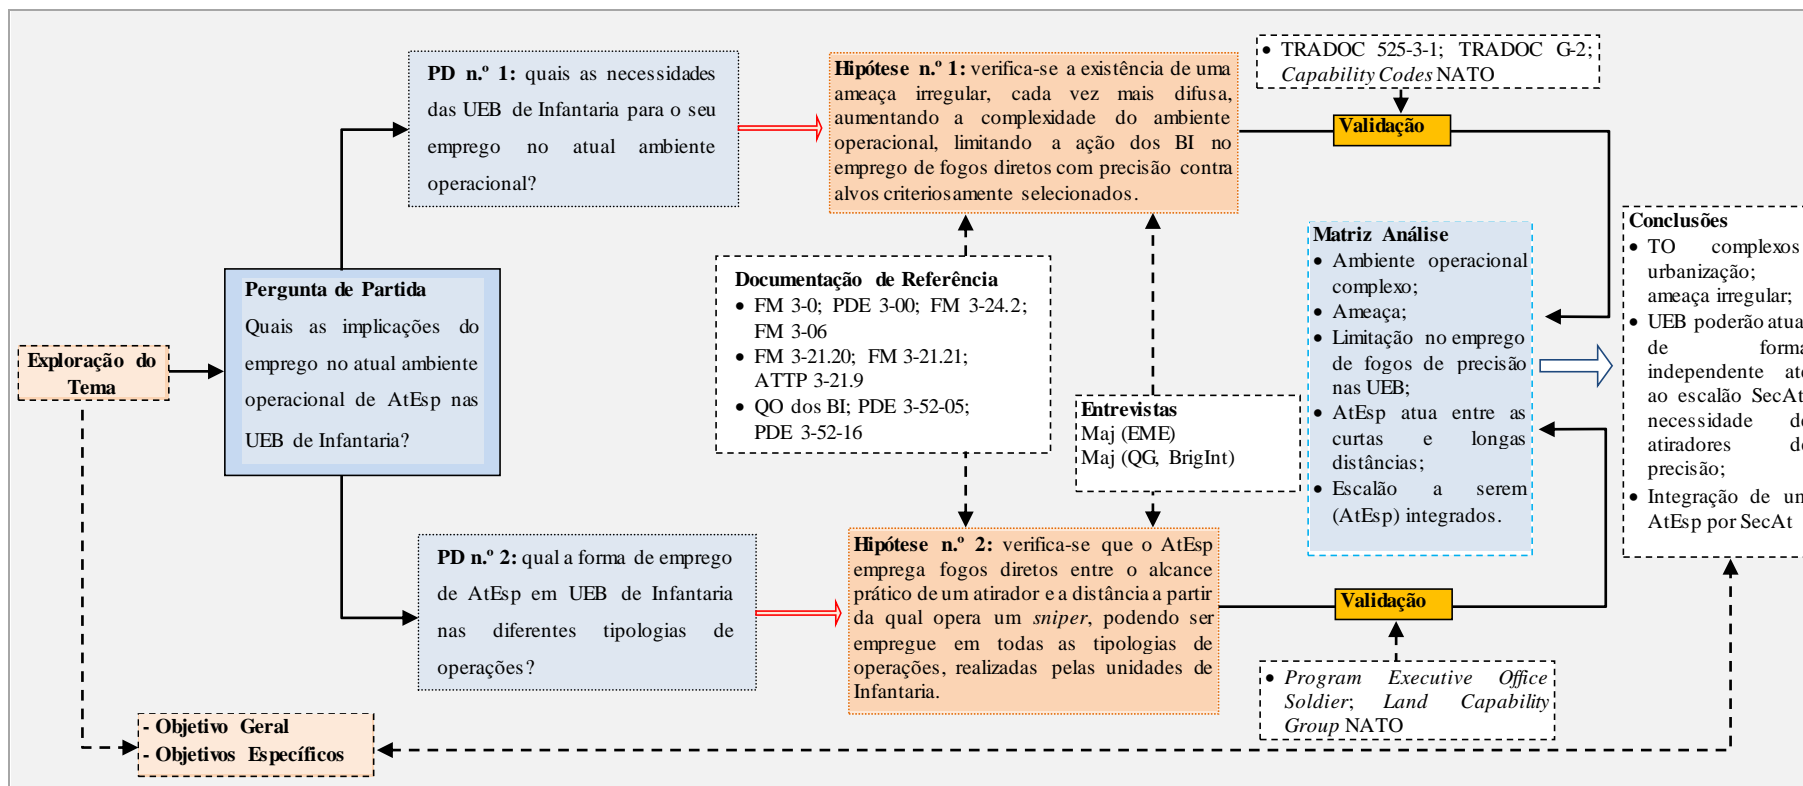 Exploração do
Tema
Pergunta de Partida
Quais as implicações do
emprego no atual ambiente
operacional de AtEsp nas
UEB de Infantaria?
PD n.º 1: quais as necessidades
das UEB de Infantaria para o seu
emprego no atual ambiente
operacional?
PD n.º 2: qual a forma de emprego
de AtEsp em UEB de Infantaria
nas diferentes tipologias de
operações?
- Objetivo Geral
- Objetivos Específicos
Hipótese n.º 1: verifica-se a existência de uma
ameaça irregular, cada vez mais difusa,
aumentando a complexidade do ambiente
operacional, limitando a ação dos BI no
emprego de fogos diretos com precisão contra
alvos criteriosamente selecionados.
Documentação de Referência
• FM 3-0; PDE 3-00; FM 3-24.2;
FM 3-06
• FM 3-21.20; FM 3-21.21;
ATTP 3-21.9
• QO dos BI; PDE 3-52-05;
PDE 3-52-16
Entrevistas
Maj (EME)
Maj (QG, BrigInt)
Hipótese n.º 2: verifica-se que o AtEsp
emprega fogos diretos entre o alcance
prático de um atirador e a distância a partir
da qual opera um sniper, podendo ser
empregue em todas as tipologias de
operações, realizadas pelas unidades de
Infantaria.
• TRADOC 525-3-1; TRADOC G-2;
Capability Codes NATO
Validação
Matriz Análise
• Ambiente operacional
complexo;
• Ameaça;
• Limitação no emprego
de fogos de precisão
nas UEB;
• AtEsp atua entre as
curtas e longas
distâncias;
• Escalão a serem
(AtEsp) integrados.
Validação
• Program Executive Office
Soldier; Land Capability
Group NATO
Conclusões
• TO complexos
urbanização;
ameaça irregular;
• UEB poderão atua
de forma
independente at
ao escalão SecAt
necessidade d
atiradores d
precisão;
• Integração de un
AtEsp por SecAt